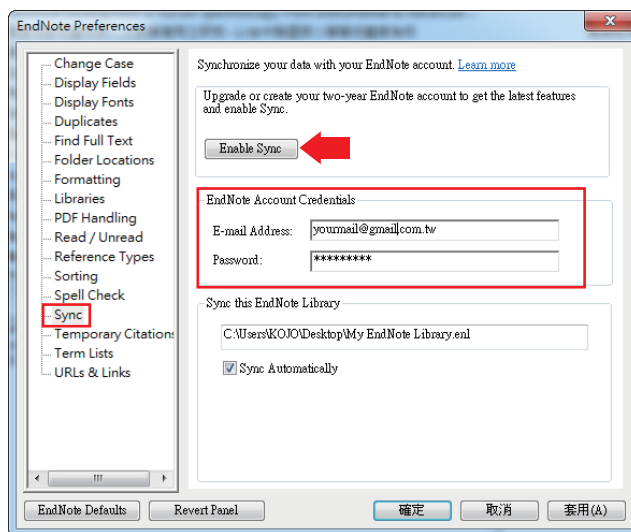 EndNote Preferences
Change Case
Display Fields
Display Fonts
Duplicates
Find Full Text
Folder Locations
Formatting
Libraries
PDF Handling
Read / Unread
Reference Types
Sorting
Spell Check
Sync
Temporary Citations
Term Lists
URLs & Links
Synchronize your data with your EndNote account. Learn more
Upgrade or create your two-year EndNote account to get the latest features
and enable Sync.
Enable Sync
EndNote Account Credentials
E-mail Address: yourmail@gmail.com.tw
Password: *********
Sync this EndNote Library
C:\Users\KOJO\Desktop\My EndNote Library.enl
Sync Automatically
EndNote Defaults
Revert Panel
確定
取消
套用(A)